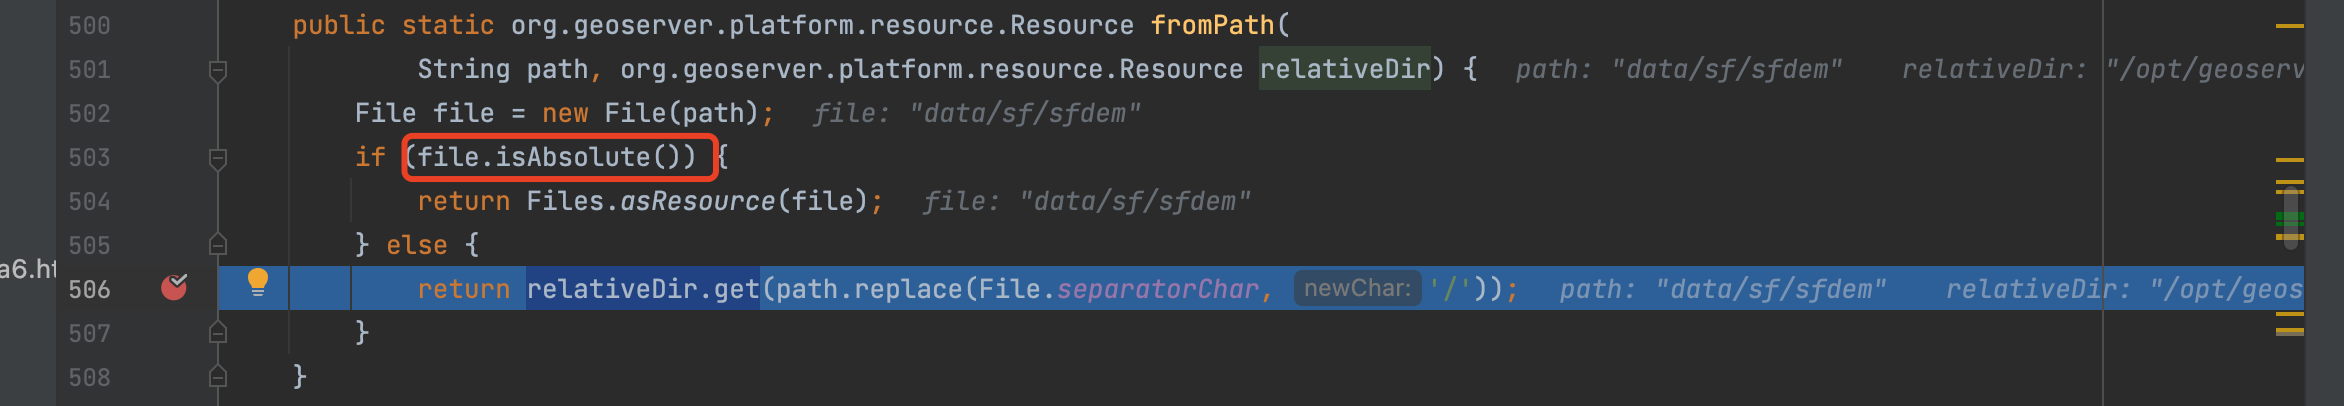 500 public static org.geoserver.platform.resource.Resource fromPath(
501 String path, org.geoserver.platform.resource.Resource relativeDir) { path: "data/sf/sfdem" relativeDir: "/opt/geoserv
502 File file = new File(path); file: "data/sf/sfdem"
503 if (file.isAbsolute()) {
504 return Files.asResource(file); file: "data/sf/sfdem"
505 } else {
a6.ht
506 return relativeDir.get(path.replace(File.separatorChar, newChar: '/')); path: "data/sf/sfdem" relativeDir: "/opt/geos
507 }
508 }